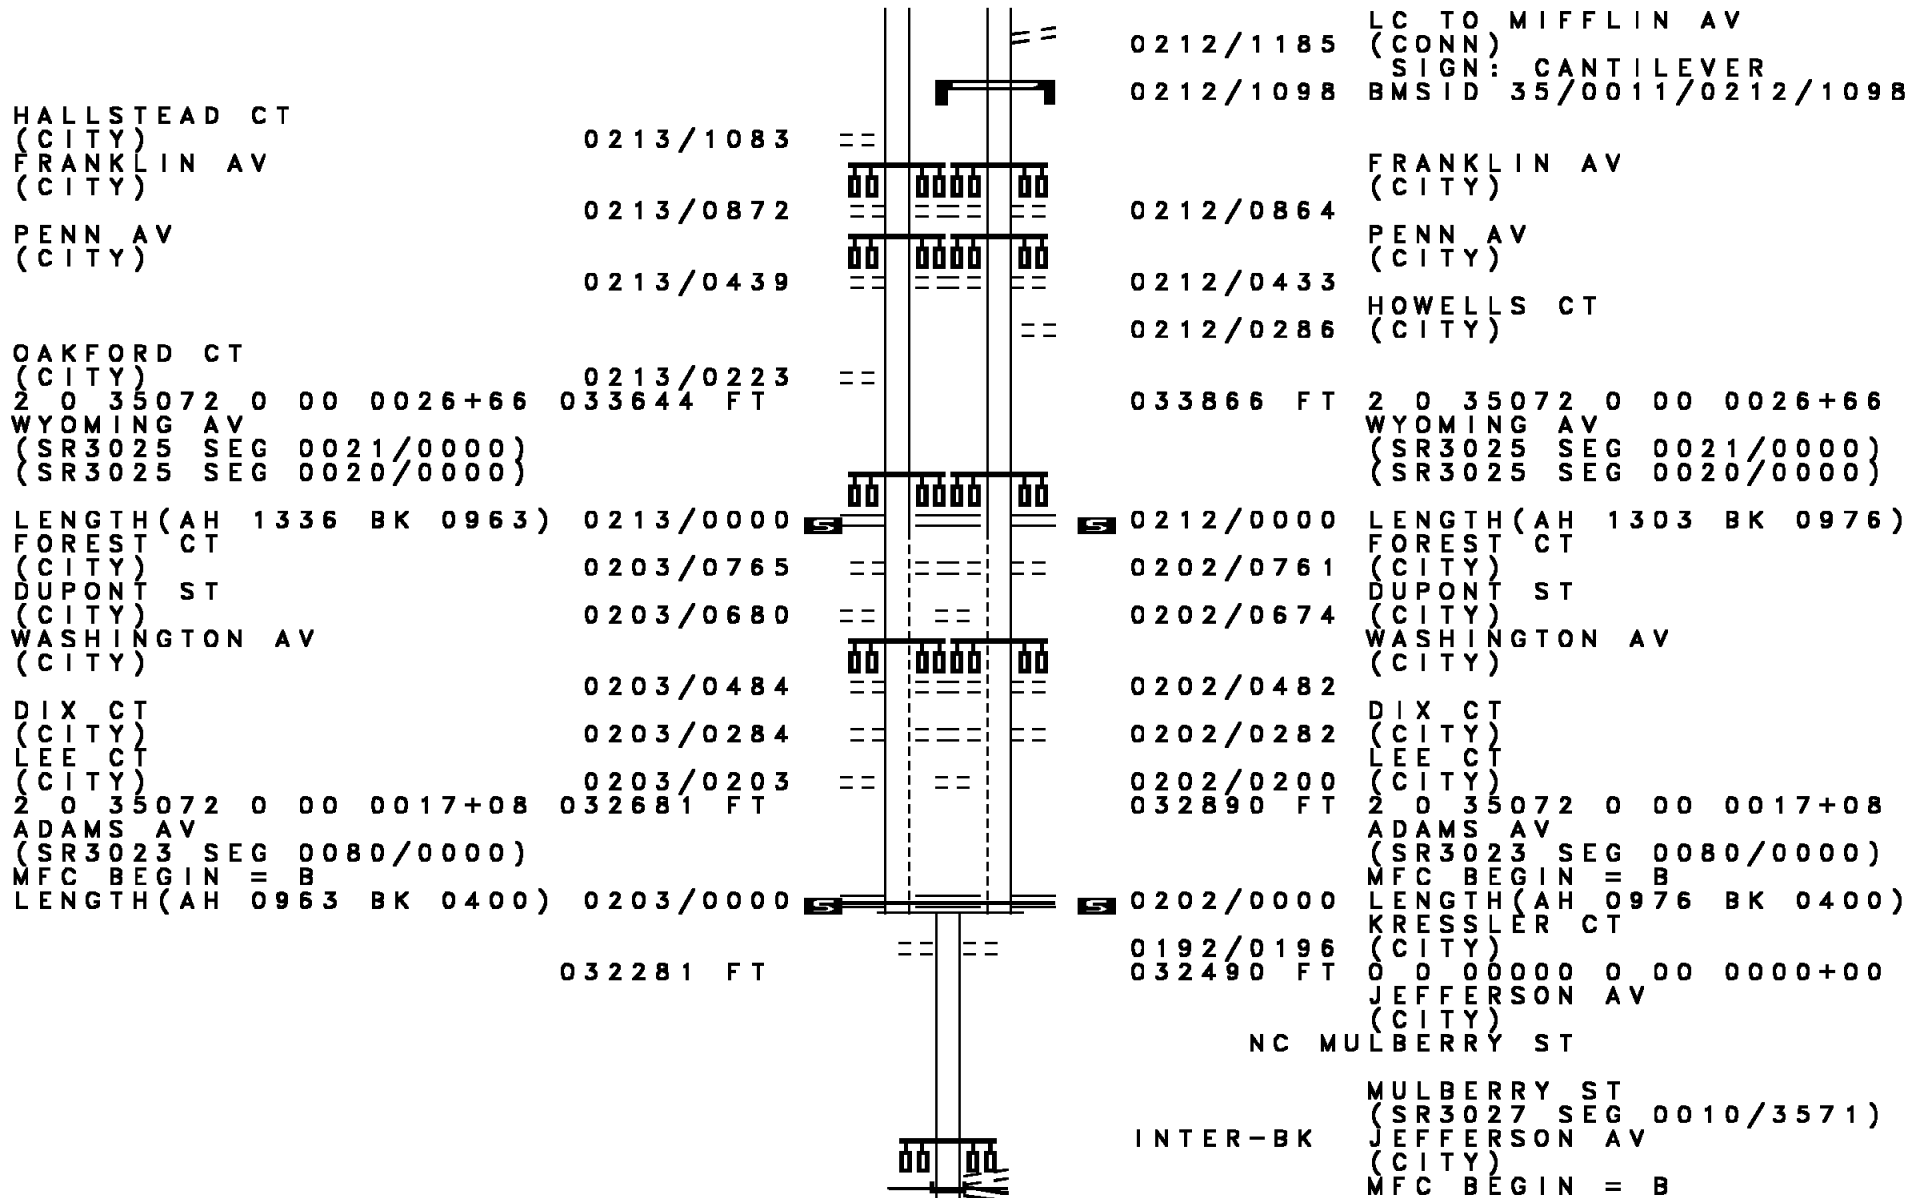 LC TO MIFFLIN AV
0212/1185 (CONN)
SIGN: CANTILEVER
0212/1098 BMSID 35/0011/0212/1098
HALLSTEAD CT
(CITY) 0213/1083
FRANKLIN AV FRANKLIN AV
(CITY) (CITY)
0213/0872 0212/0864
PENN AV PENN AV
(CITY) (CITY)
0213/0439 0212/0433
HOWELLS CT
0212/0286 (CITY)
OAKFORD CT
(CITY) 0213/0223
2 0 35072 0 00 0026+66 033644 FT 033866 FT 2 0 35072 0 00 0026+66
WYOMING AV WYOMING AV
(SR3025 SEG 0021/0000) (SR3025 SEG 0021/0000)
(SR3025 SEG 0020/0000) (SR3025 SEG 0020/0000)
LENGTH(AH 1336 BK 0963) 0213/0000 S S 0212/0000 LENGTH(AH 1303 BK 0976)
FOREST CT FOREST CT
(CITY) 0203/0765 0202/0761 (CITY)
DUPONT ST DUPONT ST
(CITY) 0203/0680 0202/0674 (CITY)
WASHINGTON AV WASHINGTON AV
(CITY) (CITY)
0203/0484 0202/0482
DIX CT DIX CT
(CITY) 0203/0284 0202/0282 (CITY)
LEE CT LEE CT
(CITY) 0203/0203 0202/0200 (CITY)
2 0 35072 0 00 0017+08 032681 FT 032890 FT 2 0 35072 0 00 0017+08
ADAMS AV ADAMS AV
(SR3023 SEG 0080/0000) (SR3023 SEG 0080/0000)
MFC BEGIN = B MFC BEGIN = B
LENGTH(AH 0963 BK 0400) 0203/0000 S S 0202/0000 LENGTH(AH 0976 BK 0400)
KRESSLER CT
0192/0196 (CITY)
032281 FT 032490 FT 0 0 00000 0 00 0000+00
JEFFERSON AV
(CITY)
NC MULBERRY ST
MULBERRY ST
(SR3027 SEG 0010/3571)
INTER-BK JEFFERSON AV
(CITY)
MFC BEGIN = B